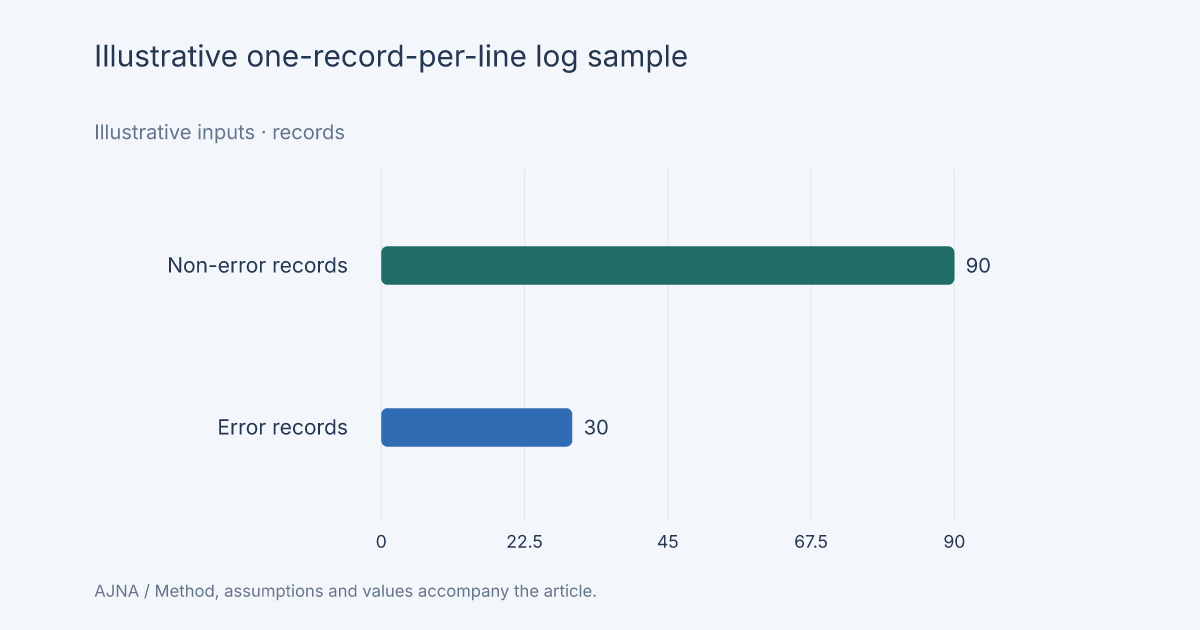 Illustrative one-record-per-line log sample
Illustrative inputs · records
Non-error records 90
Error records 30
0 22.5 45 67.5 90
AJNA / Method, assumptions and values accompany the article.